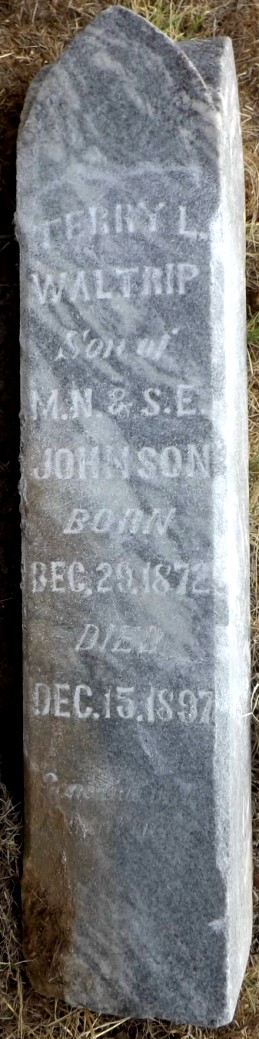 TERRY L.
WALTRIP
Son of
M.N. & S.E.
JOHNSON
BORN
DEC. 29. 1872
DIED
DEC. 15. 1897